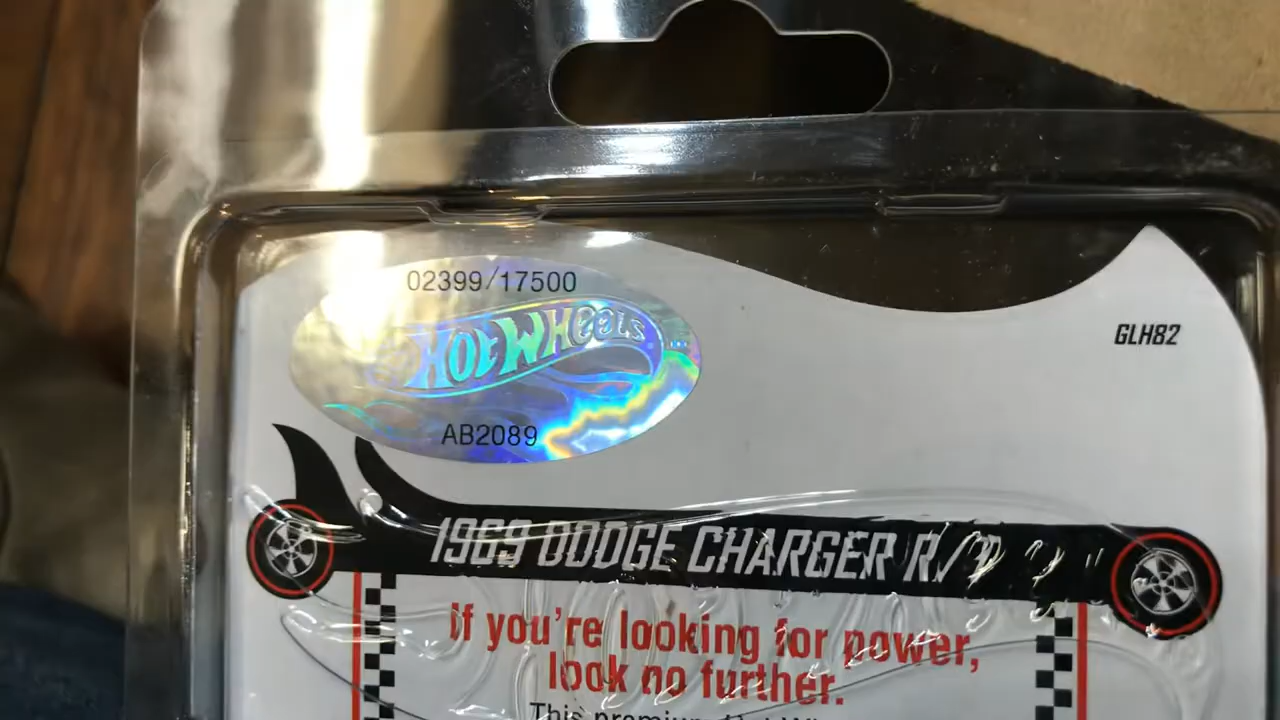 02399/17500
HOT WHEELS
AB2089
GLH82
1969 DODGE CHARGER R/T
If you're looking for power,
look no further.
This premium Hot Wh